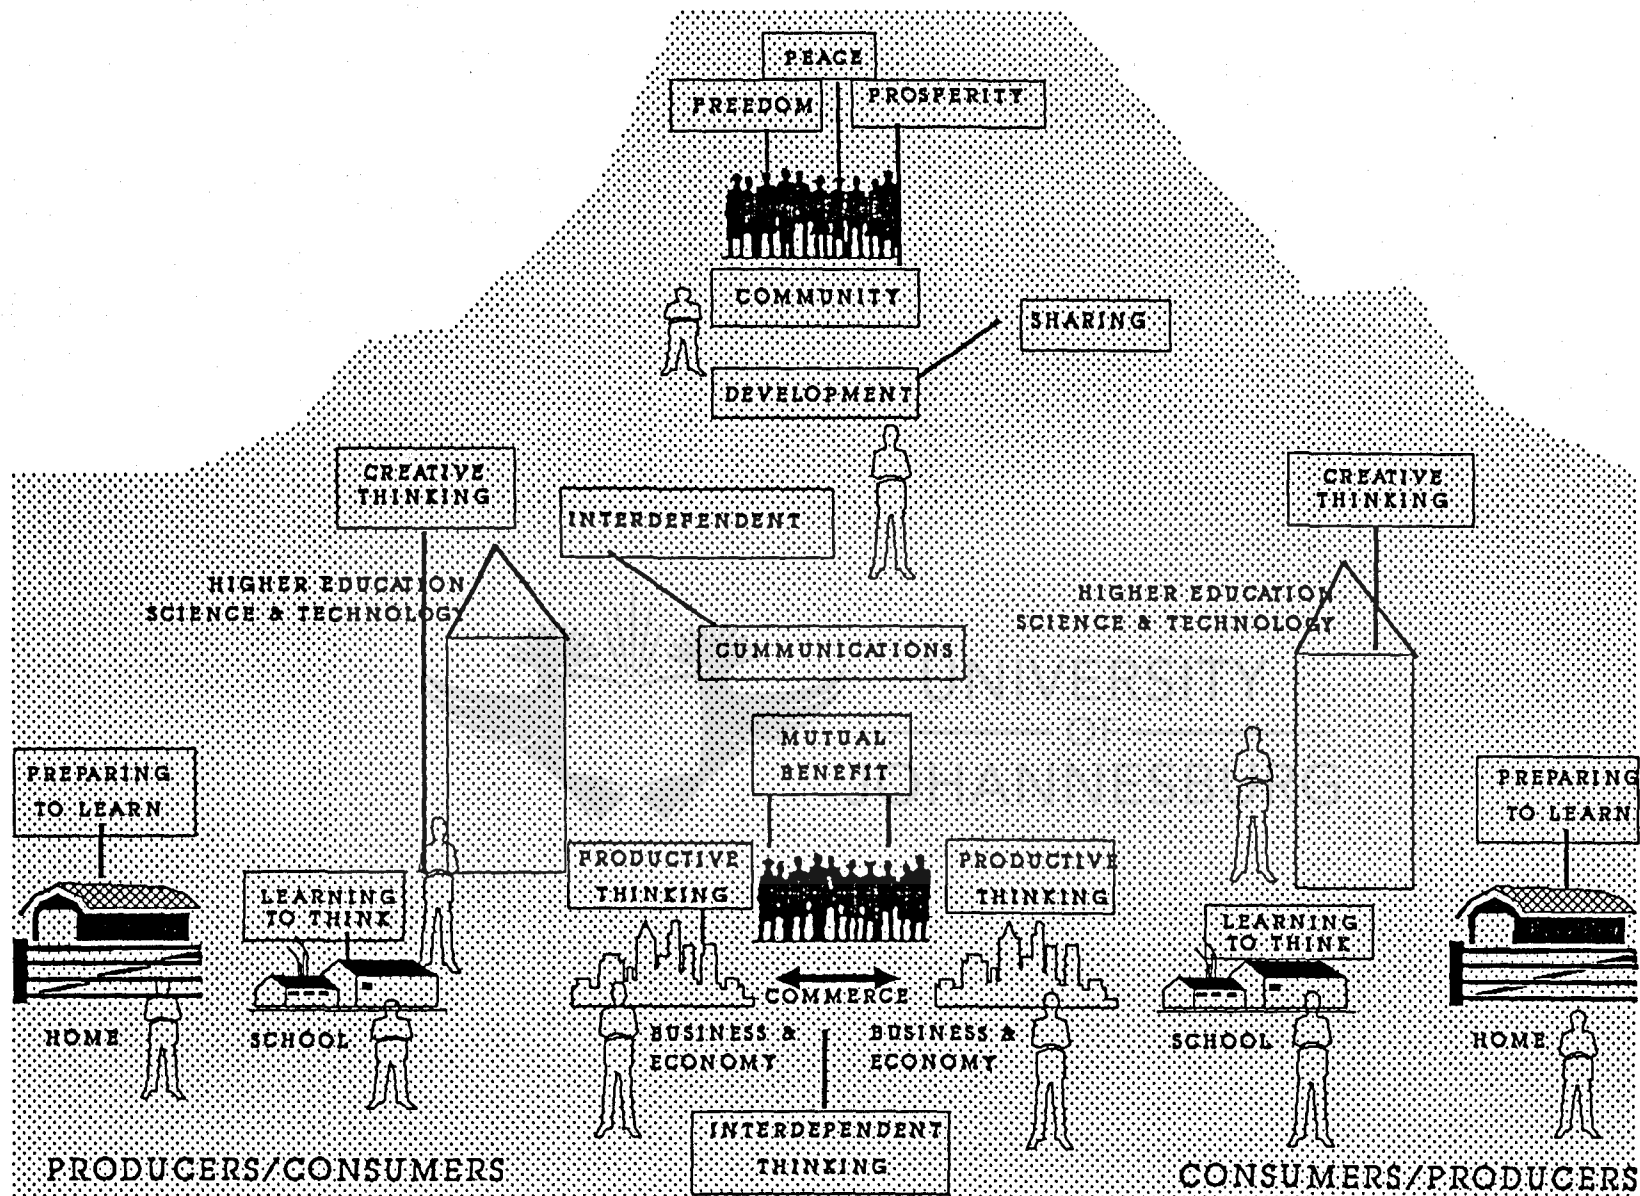 PEACE
FREEDOM
PROSPERITY
COMMUNITY
SHARING
DEVELOPMENT
CREATIVE
THINKING
INTERDEPENDENT
CREATIVE
THINKING
HIGHER EDUCATION
SCIENCE & TECHNOLOGY
HIGHER EDUCATION
SCIENCE & TECHNOLOGY
CUMMUNICATIONS
MUTUAL
BENEFIT
PREPARING
TO LEARN
PREPARING
TO LEARN
PRODUCTIVE
THINKING
PRODUCTIVE
THINKING
LEARNING
TO THINK
LEARNING
TO THINK
COMMERCE
HOME
SCHOOL
BUSINESS &
ECONOMY
BUSINESS &
ECONOMY
SCHOOL
HOME
INTERDEPENDENT
THINKING
PRODUCERS/CONSUMERS
CONSUMERS/PRODUCERS